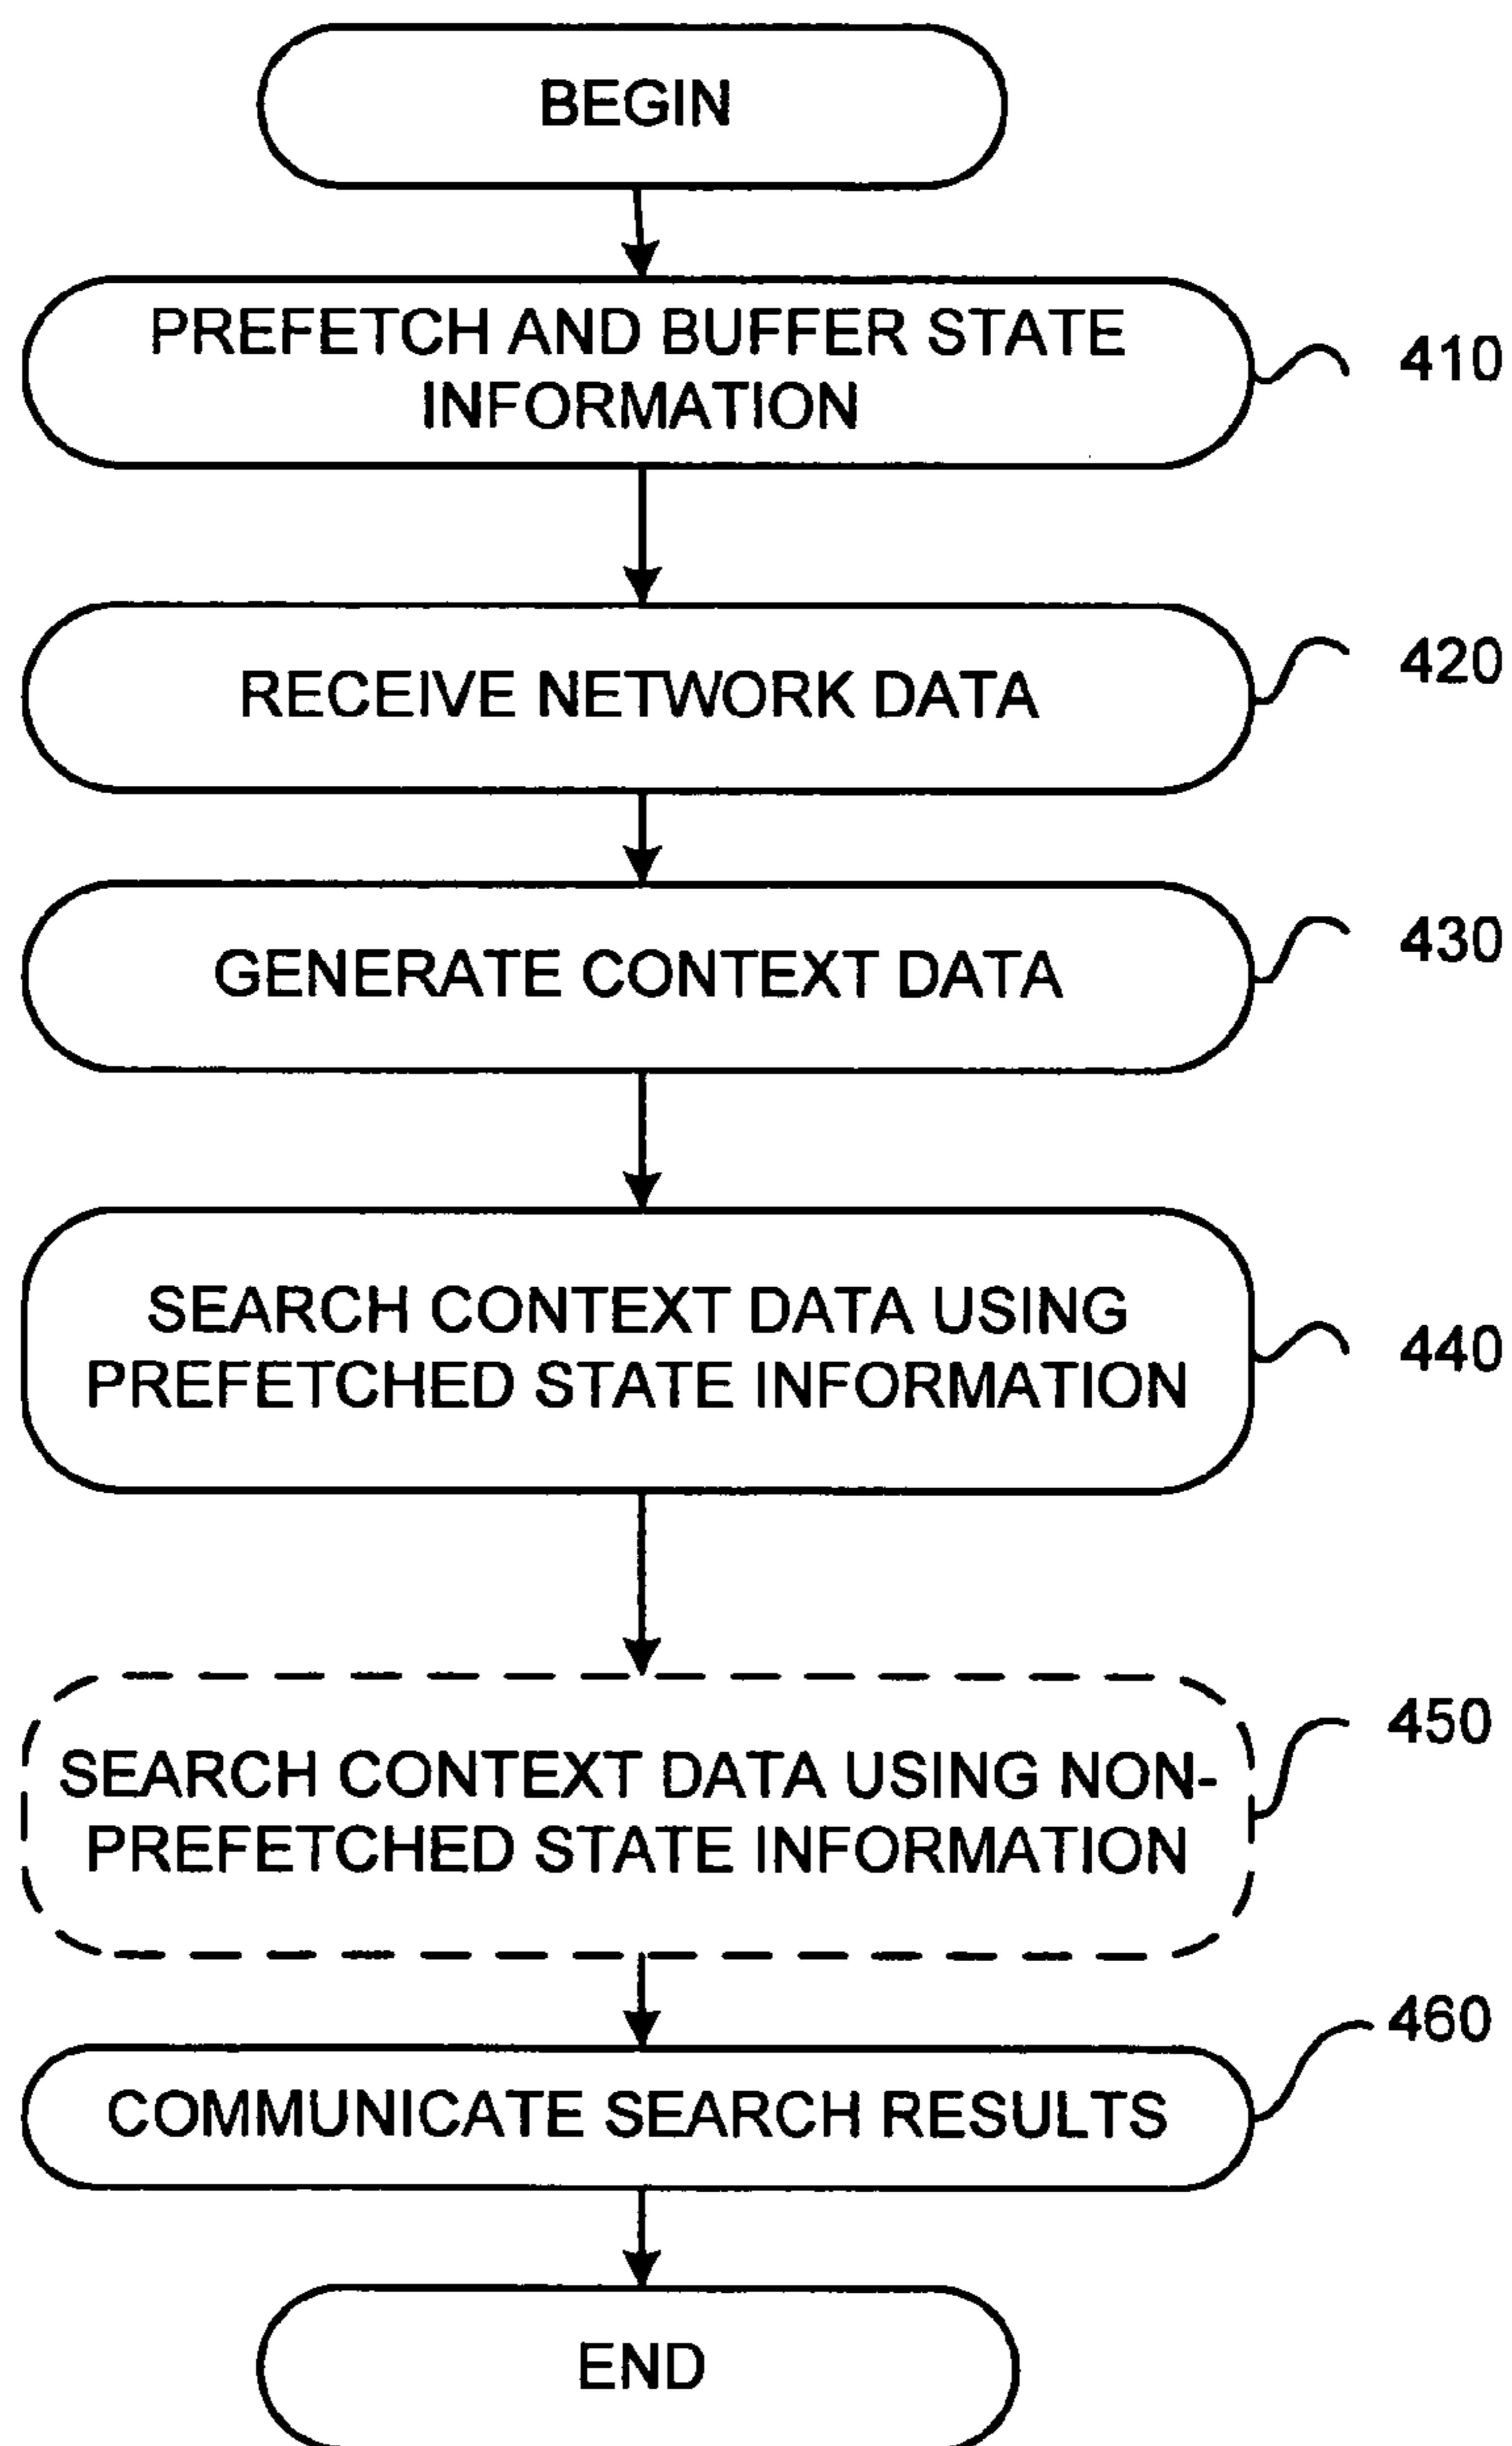 BEGIN
PREFETCH AND BUFFER STATE
INFORMATION
410
RECEIVE NETWORK DATA
420
GENERATE CONTEXT DATA
430
SEARCH CONTEXT DATA USING
PREFETCHED STATE INFORMATION
440
SEARCH CONTEXT DATA USING NON-
PREFETCHED STATE INFORMATION
450
COMMUNICATE SEARCH RESULTS
460
END